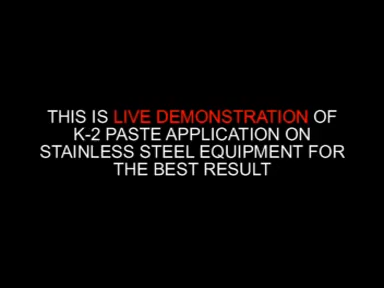 THIS IS LIVE DEMONSTRATION OF
K-2 PASTE APPLICATION ON
STAINLESS STEEL EQUIPMENT FOR
THE BEST RESULT